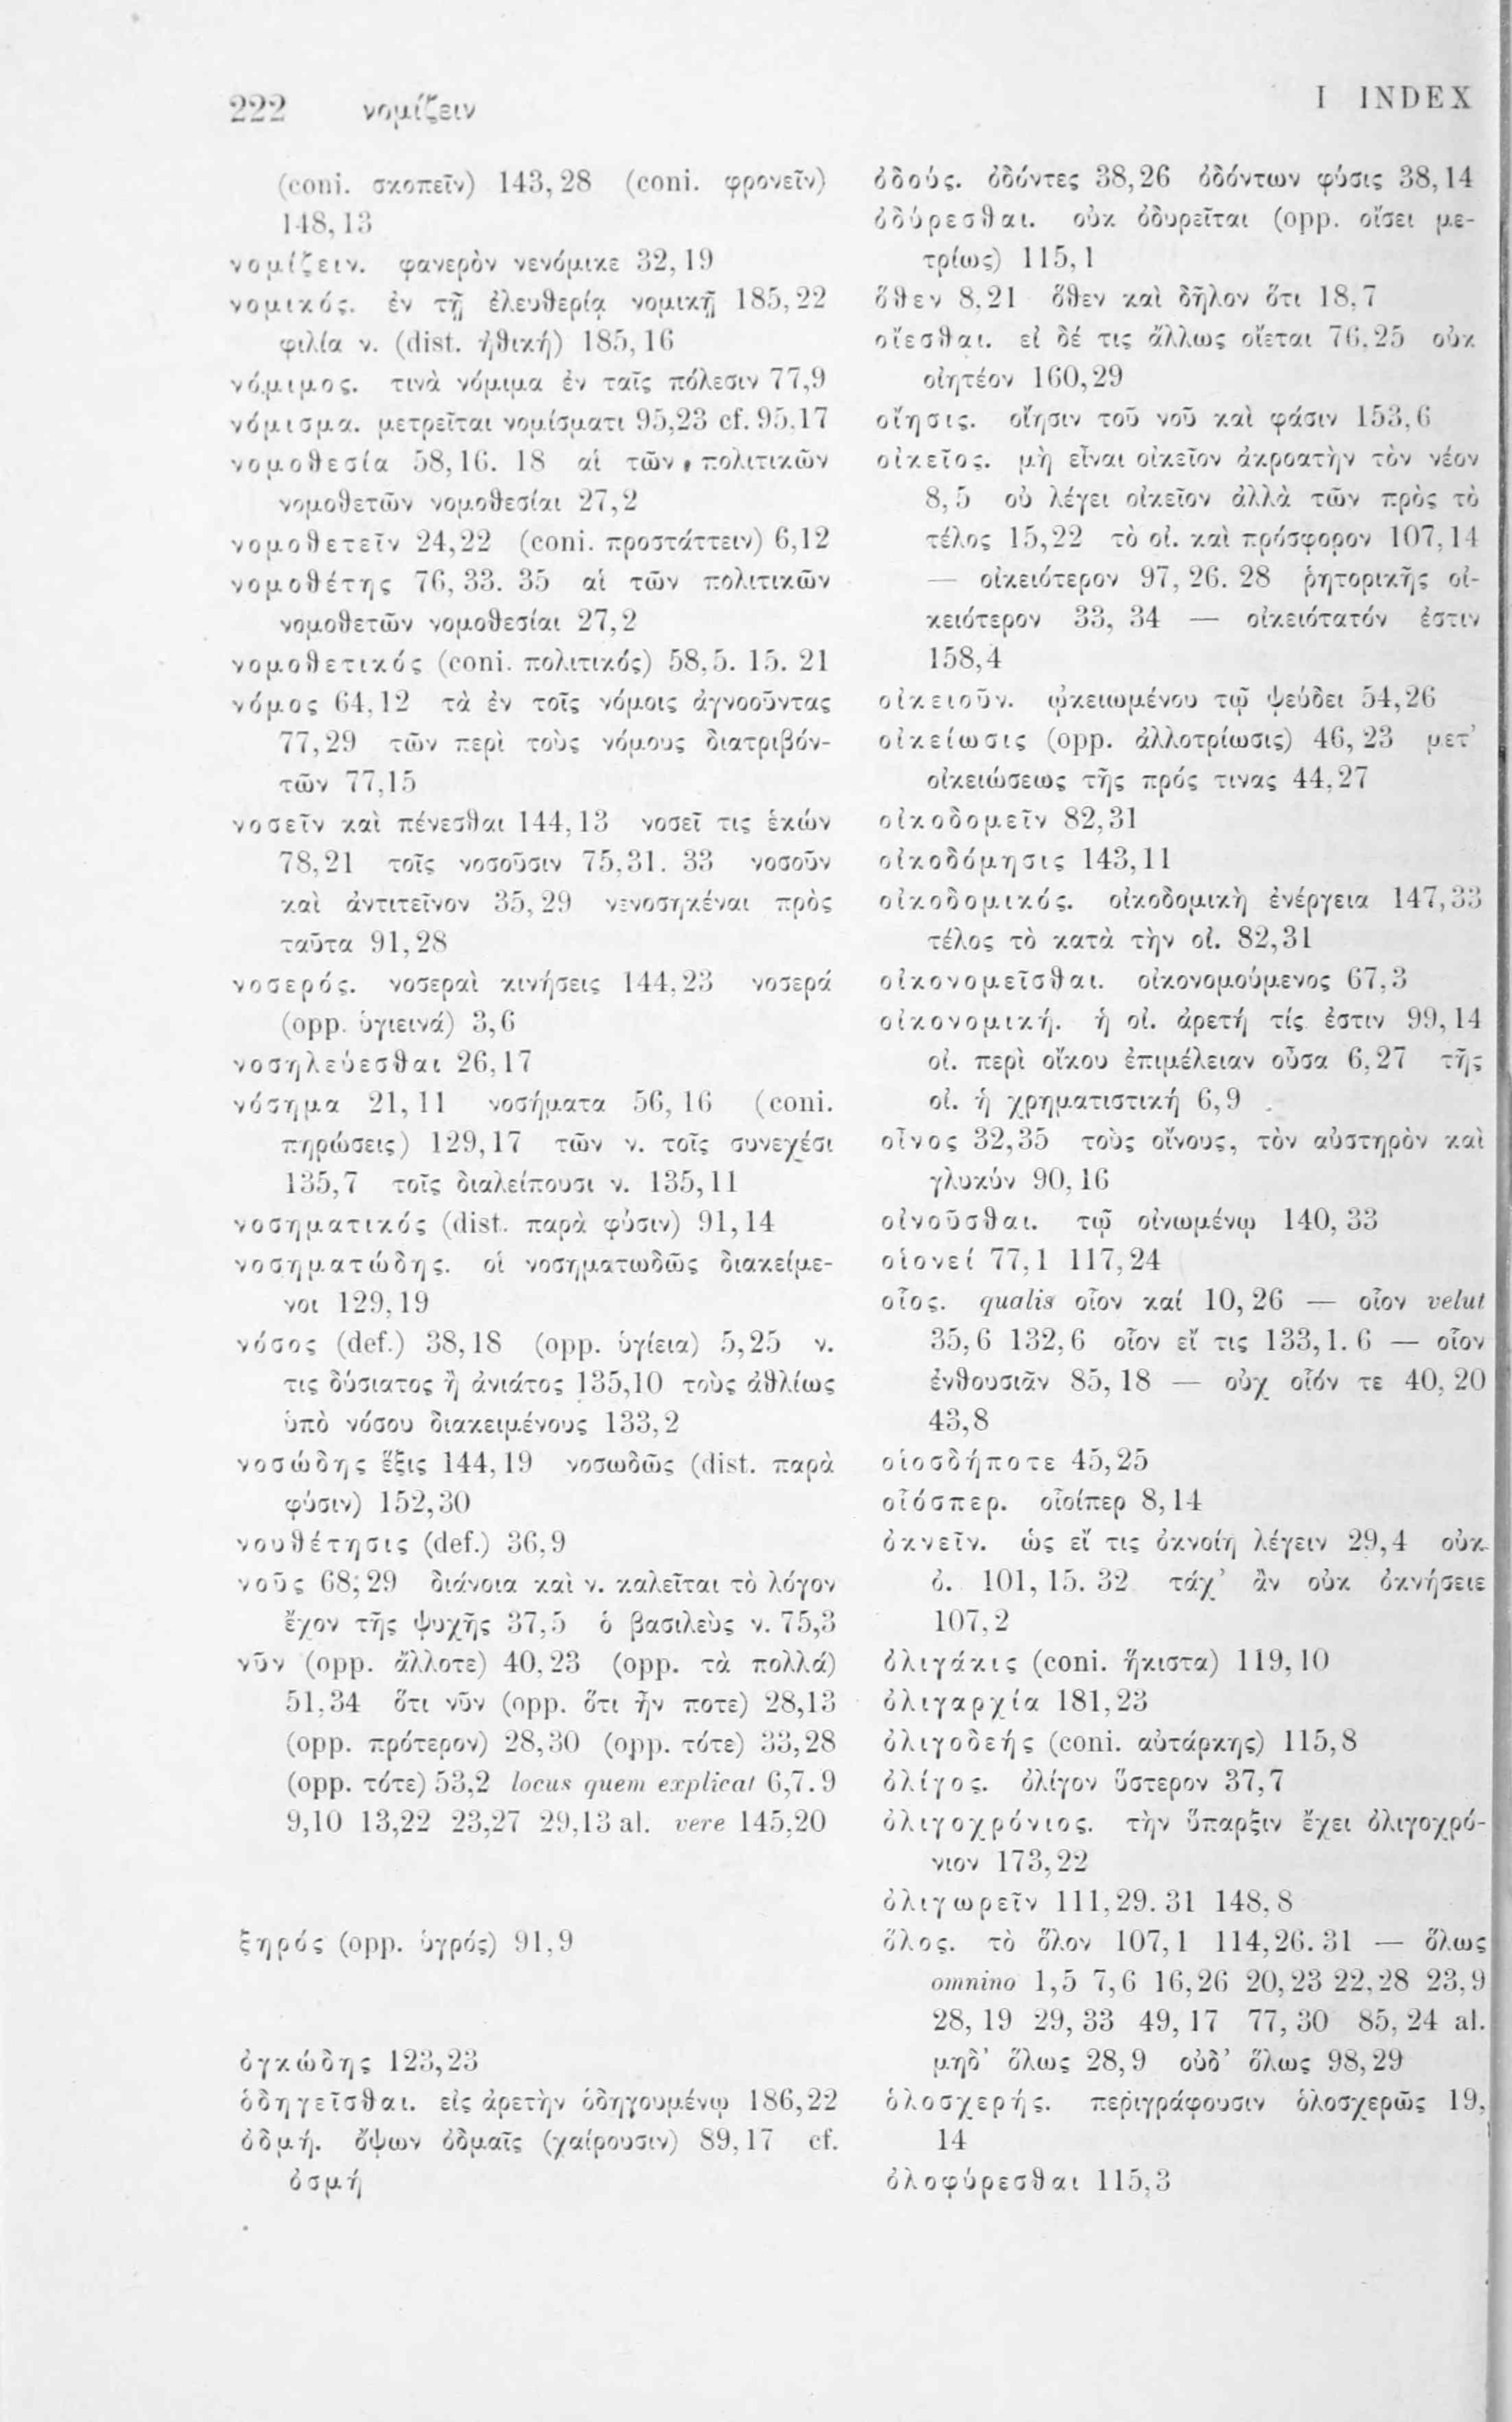 222 νομίζειν
I INDEX
(coni. σκοπεῖν) 143,28 (coni. φρονεῖν)
148,13
νομίζειν. φανερὸν νενόμικε 32,19
νομικός. ἐν τῇ ἐλευθερίᾳ νομικῇ 185,22
φιλία ν. (dist. ἠθική) 185,16
νόμιμος. τινὰ νόμιμα ἐν ταῖς πόλεσιν 77,9
νόμισμα. μετρεῖται νομίσματι 95,23 cf. 95,17
νομοθεσία 58,16. 18 αἱ τῶν πολιτικῶν
νομοθετῶν νομοθεσίαι 27,2
νομοθετεῖν 24,22 (coni. προστάττειν) 6,12
νομοθέτης 76, 33. 35 αἱ τῶν πολιτικῶν
νομοθετῶν νομοθεσίαι 27,2
νομοθετικός (coni. πολιτικός) 58,5. 15. 21
νόμος 64,12 τὰ ἐν τοῖς νόμοις ἀγνοοῦντας
77,29 τῶν περὶ τοὺς νόμους διατριβόν-
των 77,15
νοσεῖν καὶ πένεσθαι 144,13 νοσεῖ τις ἑκών
78,21 τοῖς νοσοῦσιν 75,31. 33 νοσοῦν
καὶ ἀντιτεῖνον 35,29 νενοσηκέναι πρὸς
ταῦτα 91,28
νοσερός. νοσεραὶ κινήσεις 144,23 νοσερά
(opp. ὑγιεινά) 3,6
νοσηλεύεσθαι 26,17
νόσημα 21,11 νοσήματα 56,16 (coni.
πηρώσεις) 129,17 τῶν ν. τοῖς συνεχέσι
135,7 τοῖς διαλείπουσι ν. 135,11
νοσηματικός (dist. παρὰ φύσιν) 91,14
νοσηματώδης. οἱ νοσηματωδῶς διακείμε-
νοι 129,19
νόσος (def.) 38,18 (opp. ὑγίεια) 5,25 ν.
τις δύσιατος ἢ ἀνιάτος 135,10 τοὺς ἀθλίως
ὑπὸ νόσου διακειμένους 133,2
νοσώδης ἕξις 144,19 νοσωδῶς (dist. παρὰ
φύσιν) 152,30
νουθέτησις (def.) 36,9
νοῦς 68,29 διάνοια καὶ ν. καλεῖται τὸ λόγον
ἔχον τῆς ψυχῆς 37,5 ὁ βασιλεὺς ν. 75,3
νῦν (opp. ἄλλοτε) 40,23 (opp. τὰ πολλά)
51,34 ὅτι νῦν (opp. ὅτι ἦν ποτε) 28,13
(opp. πρότερον) 28,30 (opp. τότε) 33,28
(opp. τότε) 53,2 locus quem explicat 6,7. 9
9,10 13,22 23,27 29,13 al. vere 145,20
ξηρός (opp. ὑγρός) 91,9
ὀγκώδης 123,23
ὁδηγεῖσθαι. εἰς ἀρετὴν ὁδηγουμένῳ 186,22
ὀδμή. ὄψων ὀδμαῖς (χαίρουσιν) 89,17 cf.
ὀσμή
ὀδούς. ὀδόντες 38,26 ὀδόντων φύσις 38,14
ὀδύρεσθαι. οὐκ ὀδυρεῖται (opp. οἴσει με-
τρίως) 115,1
ὅθεν 8,21 ὅθεν καὶ δῆλον ὅτι 18,7
οἴεσθαι. εἰ δέ τις ἄλλως οἴεται 76,25 οὐκ
οἰητέον 160,29
οἴησις. οἴησιν τοῦ νοῦ καὶ φάσιν 153,6
οἰκεῖος. μὴ εἶναι οἰκεῖον ἀκροατὴν τὸν νέον
8,5 οὐ λέγει οἰκεῖον ἀλλὰ τῶν πρὸς τὸ
τέλος 15,22 τὸ οἰ. καὶ πρόσφορον 107,14
— οἰκειότερον 97, 26. 28 ῥητορικῆς οἰ-
κειότερον 33, 34 — οἰκειότατόν ἐστιν
158,4
οἰκειοῦν. ᾠκειωμένου τῷ ψεύδει 54,26
οἰκείωσις (opp. ἀλλοτρίωσις) 46, 23 μετ’
οἰκειώσεως τῆς πρός τινας 44,27
οἰκοδομεῖν 82,31
οἰκοδόμησις 143,11
οἰκοδομικός. οἰκοδομικὴ ἐνέργεια 147,33
τέλος τὸ κατὰ τὴν οἰ. 82,31
οἰκονομεῖσθαι. οἰκονομούμενος 67,3
οἰκονομική. ἡ οἰ. ἀρετή τίς ἐστιν 99,14
οἰ. περὶ οἴκου ἐπιμέλειαν οὖσα 6,27 τῆς
οἰ. ἡ χρηματιστική 6,9
οἶνος 32,35 τοὺς οἴνους, τὸν αὐστηρὸν καὶ
γλυκύν 90,16
οἰνοῦσθαι. τῷ οἰνωμένῳ 140, 33
οἱονεί 77,1 117,24
οἷος. qualis οἷον καί 10,26 — οἷον velut
35,6 132,6 οἷον εἴ τις 133,1. 6 — οἷον
ἐνθουσιᾶν 85,18 — οὐχ οἷόν τε 40,20
43,8
οἱοσδήποτε 45,25
οἷόσπερ. οἷοίπερ 8,14
ὀκνεῖν. ὡς εἴ τις ὀκνοίη λέγειν 29,4 οὐκ
ὀ. 101, 15. 32 τάχ’ ἂν οὐκ ὀκνήσειε
107,2
ὀλιγάκις (coni. ἥκιστα) 119,10
ὀλιγαρχία 181,23
ὀλιγοδεής (coni. αὐτάρκης) 115,8
ὀλίγος. ὀλίγον ὕστερον 37,7
ὀλιγοχρόνιος. τὴν ὕπαρξιν ἔχει ὀλιγοχρό-
νιον 173,22
ὀλιγωρεῖν 111,29. 31 148,8
ὅλος. τὸ ὅλον 107,1 114,26. 31 — ὅλως
omnino 1,5 7,6 16,26 20,23 22,28 23,9
28,19 29,33 49,17 77,30 85,24 al.
μηδ’ ὅλως 28,9 οὐδ’ ὅλως 98,29
ὁλοσχερής. περιγράφουσιν ὁλοσχερῶς 19,
14
ὀλοφύρεσθαι 115,3